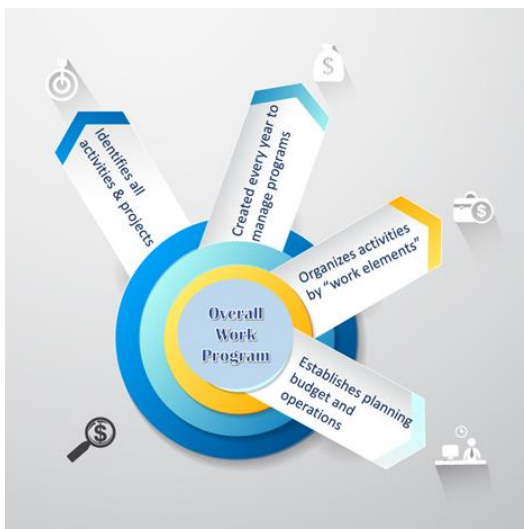 Identifies all
activities & projects
Created every year to
manage programs
Organizes activities
by “work elements”
Overall
Work
Program
Establishes planning
budget and
operations
$
$
$